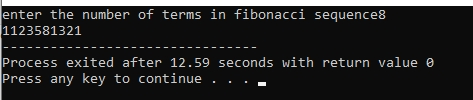 enter the number of terms in fibonacci sequence8
1123581321
--------------------------------
Process exited after 12.59 seconds with return value 0
Press any key to continue . . .